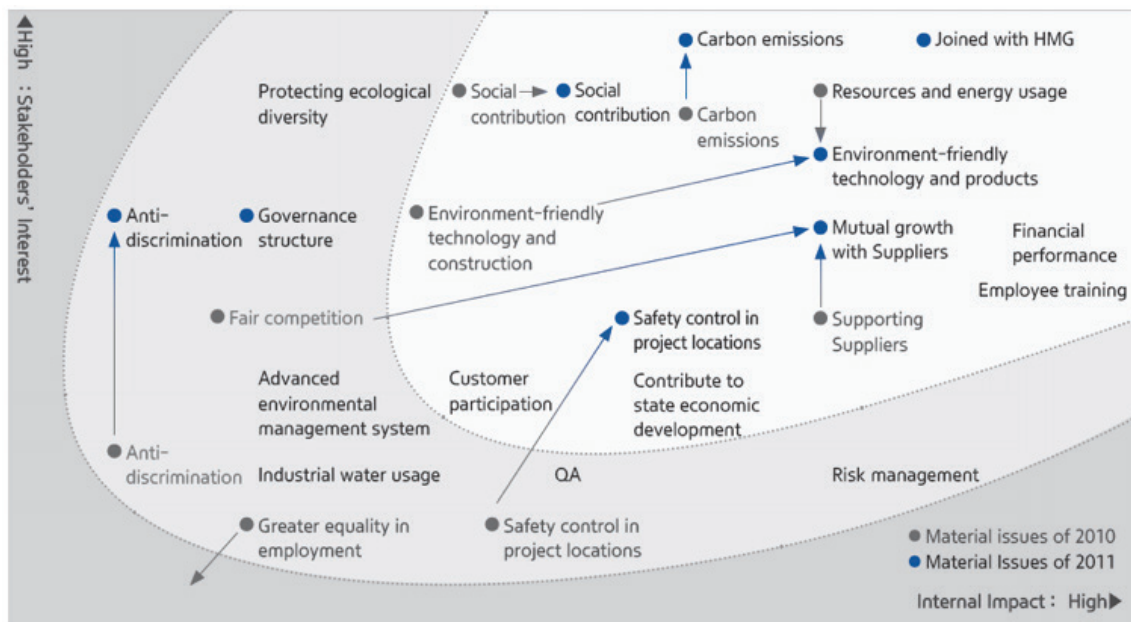 High : Stakeholders' Interest
Carbon emissions
Joined with HMG
Protecting ecological
diversity
Social
contribution
Social
contribution
Carbon
emissions
Resources and energy usage
Environment-friendly
technology and products
Anti-
discrimination
Governance
structure
Environment-friendly
technology and
construction
Mutual growth
with Suppliers
Financial
performance
Employee training
Fair competition
Safety control in
project locations
Supporting
Suppliers
Advanced
environmental
management system
Customer
participation
Contribute to
state economic
development
Anti-
discrimination
Industrial water usage
QA
Risk management
Greater equality in
employment
Safety control in
project locations
Material issues of 2010
Material Issues of 2011
Internal Impact : High